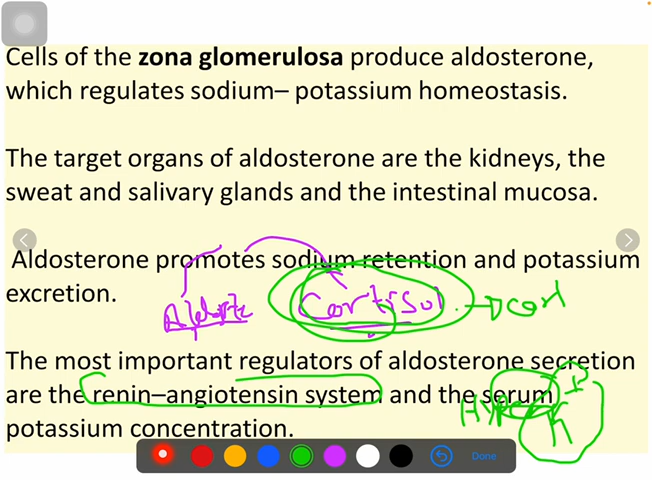 Cells of the zona glomerulosa produce aldosterone,
which regulates sodium– potassium homeostasis.
The target organs of aldosterone are the kidneys, the
sweat and salivary glands and the intestinal mucosa.
Aldosterone promotes sodium retention and potassium
excretion.
Cortisol
The most important regulators of aldosterone secretion
are the renin–angiotensin system and the serum
potassium concentration.
Done